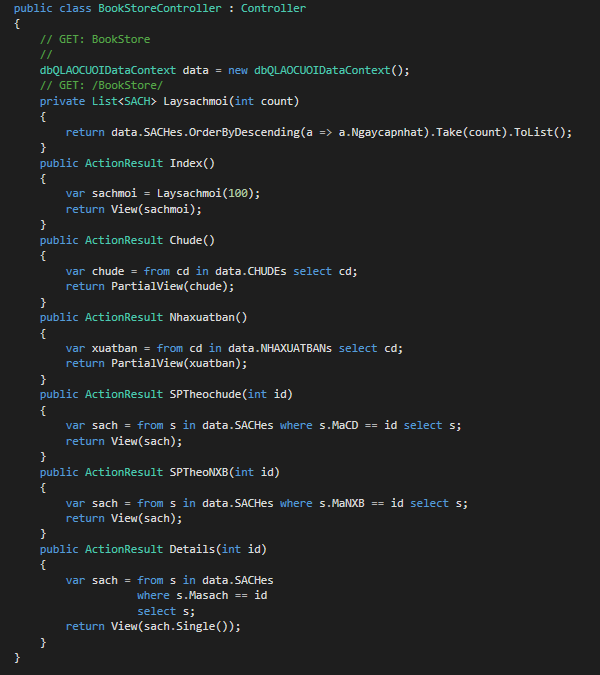 public class BookStoreController : Controller
{
    // GET: BookStore
    //
    dbQLAOCUOIDataContext data = new dbQLAOCUOIDataContext();
    // GET: /BookStore/
    private List<SACH> Laysachmoi(int count)
    {
        return data.SACHes.OrderByDescending(a => a.Ngaycapnhat).Take(count).ToList();
    }
    public ActionResult Index()
    {
        var sachmoi = Laysachmoi(100);
        return View(sachmoi);
    }
    public ActionResult Chude()
    {
        var chude = from cd in data.CHUDEs select cd;
        return PartialView(chude);
    }
    public ActionResult Nhaxuatban()
    {
        var xuatban = from cd in data.NHAXUATBANs select cd;
        return PartialView(xuatban);
    }
    public ActionResult SPTheochude(int id)
    {
        var sach = from s in data.SACHes where s.MaCD == id select s;
        return View(sach);
    }
    public ActionResult SPTheoNXB(int id)
    {
        var sach = from s in data.SACHes where s.MaNXB == id select s;
        return View(sach);
    }
    public ActionResult Details(int id)
    {
        var sach = from s in data.SACHes
                   where s.Masach == id
                   select s;
        return View(sach.Single());
    }
}